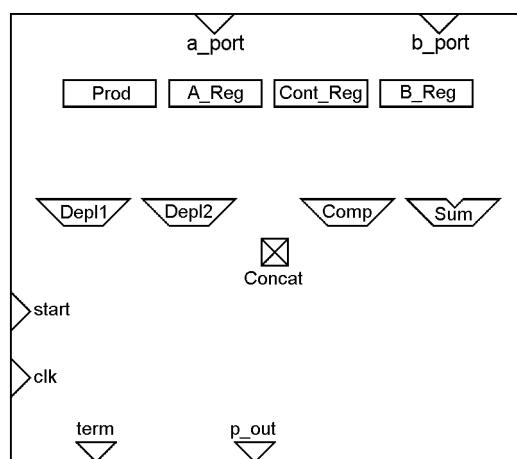 a_port b_port
Prod A_Reg Cont_Reg B_Reg
Depl1 Depl2 Comp Sum
Concat
start
clk
term p_out